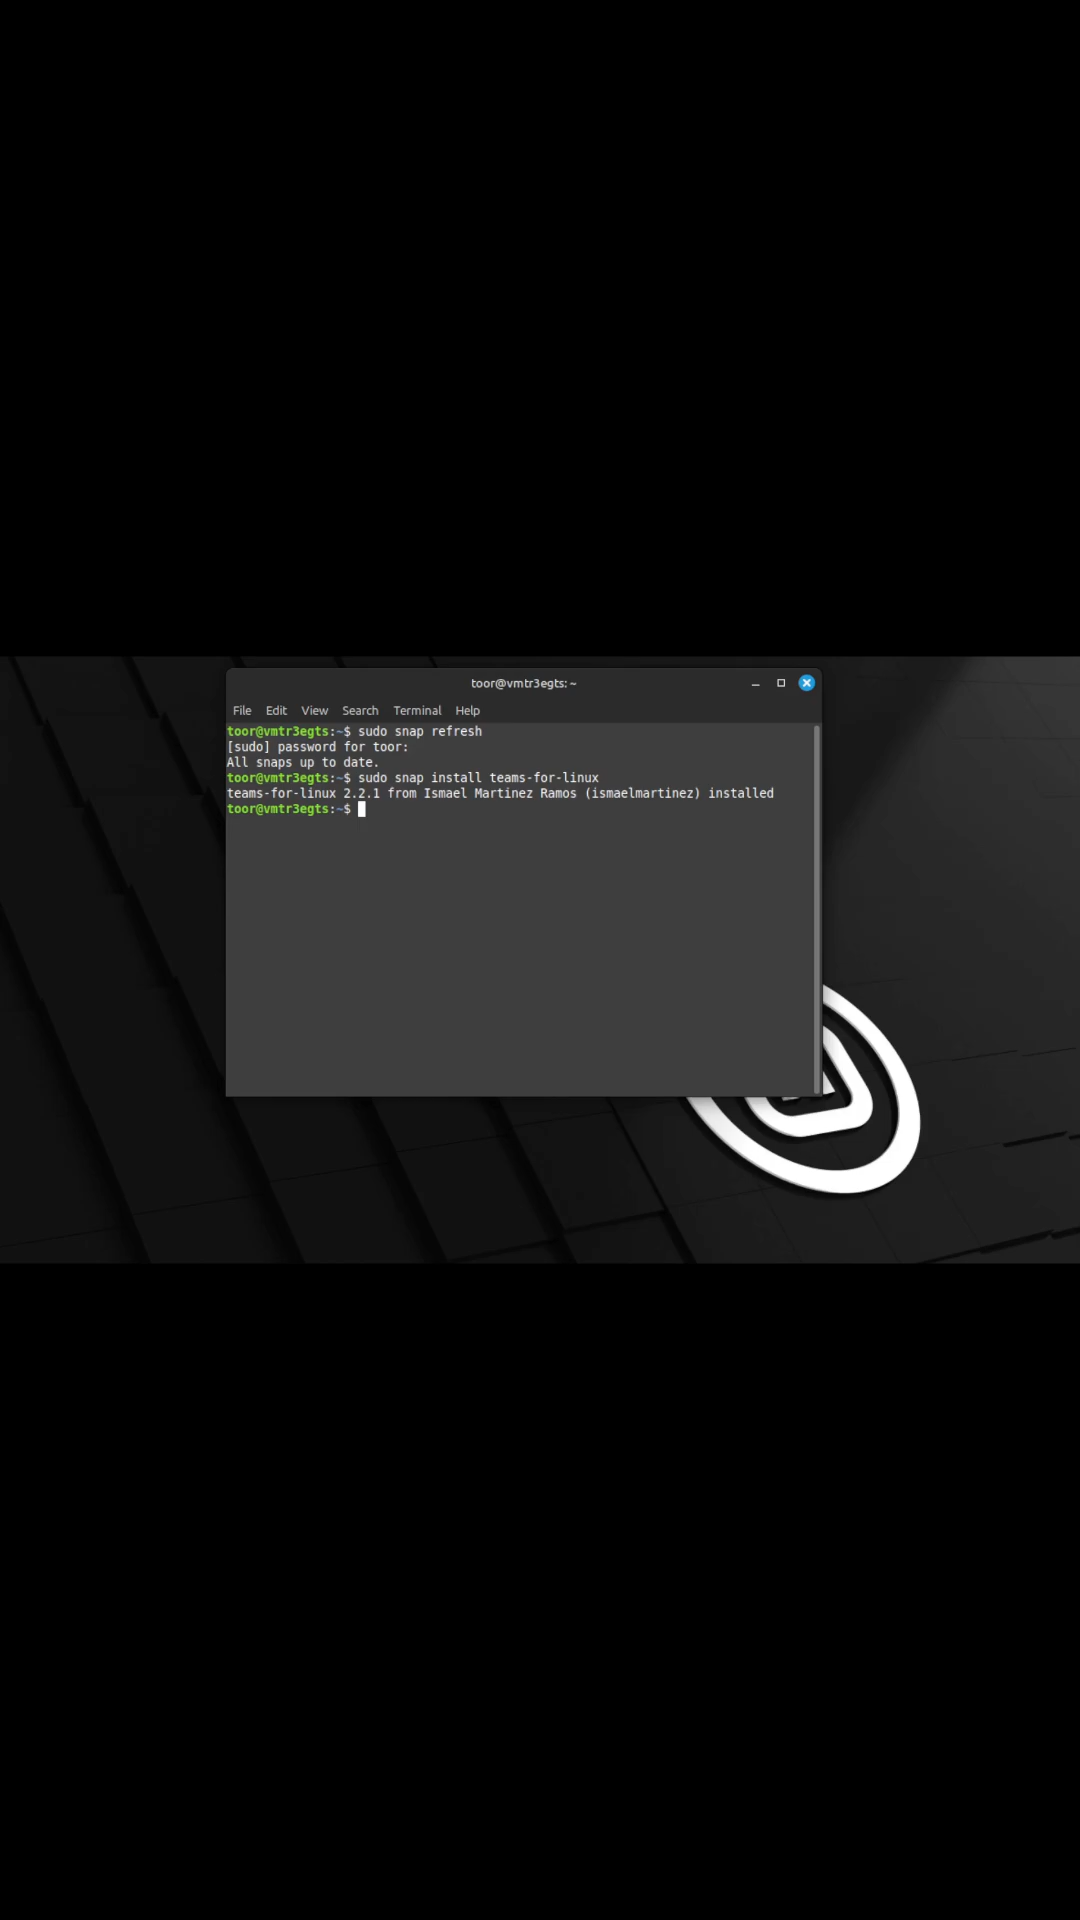 toor@vmtr3egts: ~
File Edit View Search Terminal Help
toor@vmtr3egts:~$ sudo snap refresh
[sudo] password for toor:
All snaps up to date.
toor@vmtr3egts:~$ sudo snap install teams-for-linux
teams-for-linux 2.2.1 from Ismael Martinez Ramos (ismaelmartinez) installed
toor@vmtr3egts:~$